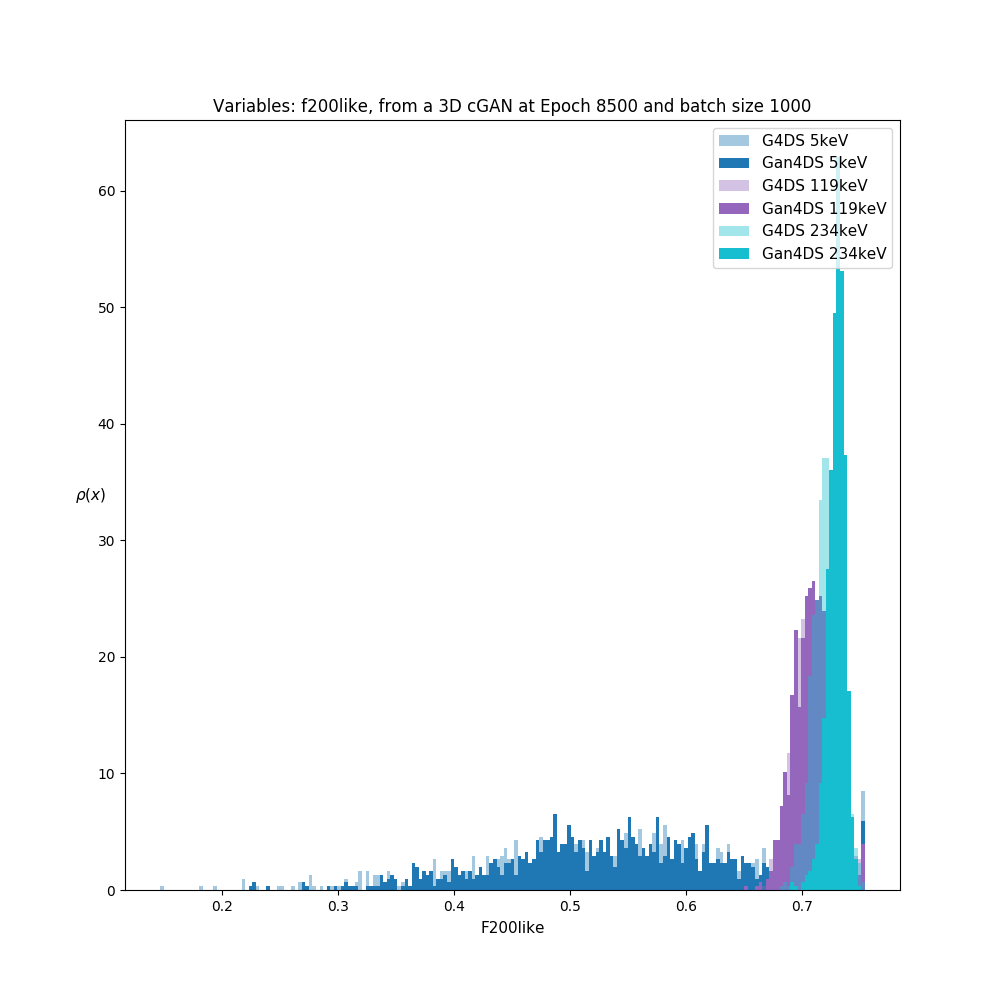 Variables: f200like, from a 3D cGAN at Epoch 8500 and batch size 1000
G4DS 5keV
Gan4DS 5keV
G4DS 119keV
Gan4DS 119keV
G4DS 234keV
Gan4DS 234keV
60
50
40
ρ(x)
30
20
10
0
0.2 0.3 0.4 0.5 0.6 0.7
F200like